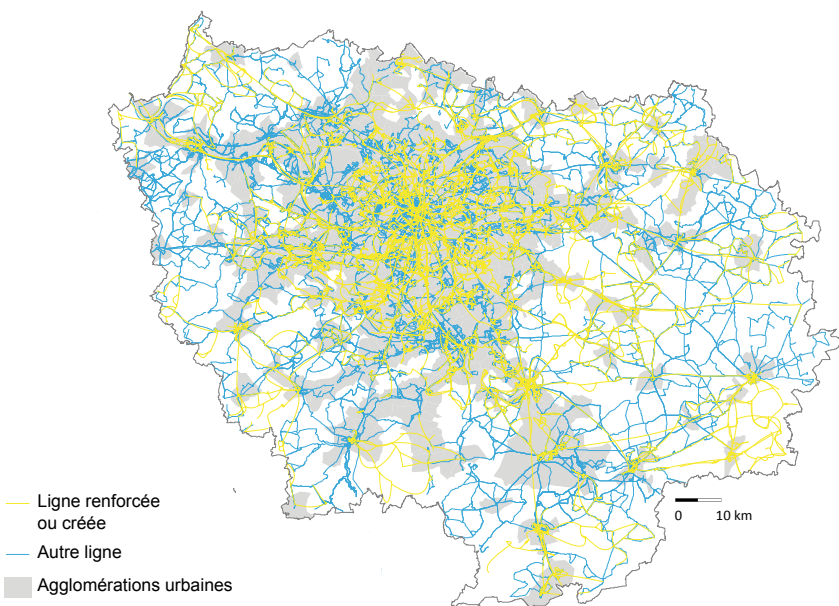 Ligne renforcée
ou créée
Autre ligne
Agglomérations urbaines
0 10 km